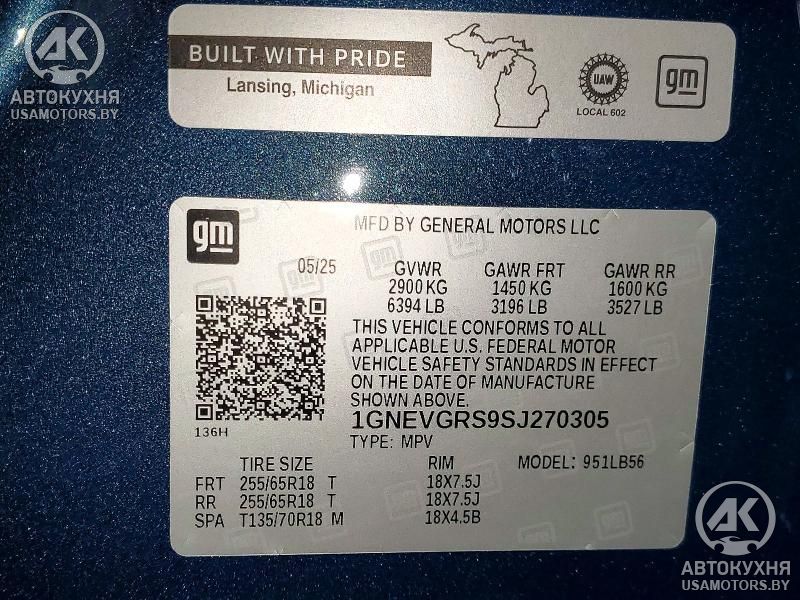 АК
АВТОКУХНЯ
USAMOTORS.BY
BUILT WITH PRIDE
Lansing, Michigan
UAW
LOCAL 602
gm
gm
MFD BY GENERAL MOTORS LLC
05/25
GVWR GAWR FRT GAWR RR
2900 KG 1450 KG 1600 KG
6394 LB 3196 LB 3527 LB
THIS VEHICLE CONFORMS TO ALL
APPLICABLE U.S. FEDERAL MOTOR
VEHICLE SAFETY STANDARDS IN EFFECT
ON THE DATE OF MANUFACTURE
SHOWN ABOVE.
136H
1GNEVGRS9SJ270305
TYPE: MPV
TIRE SIZE RIM MODEL: 951LB56
FRT 255/65R18 T 18X7.5J
RR 255/65R18 T 18X7.5J
SPA T135/70R18 M 18X4.5B
АК
АВТОКУХНЯ
USAMOTORS.BY